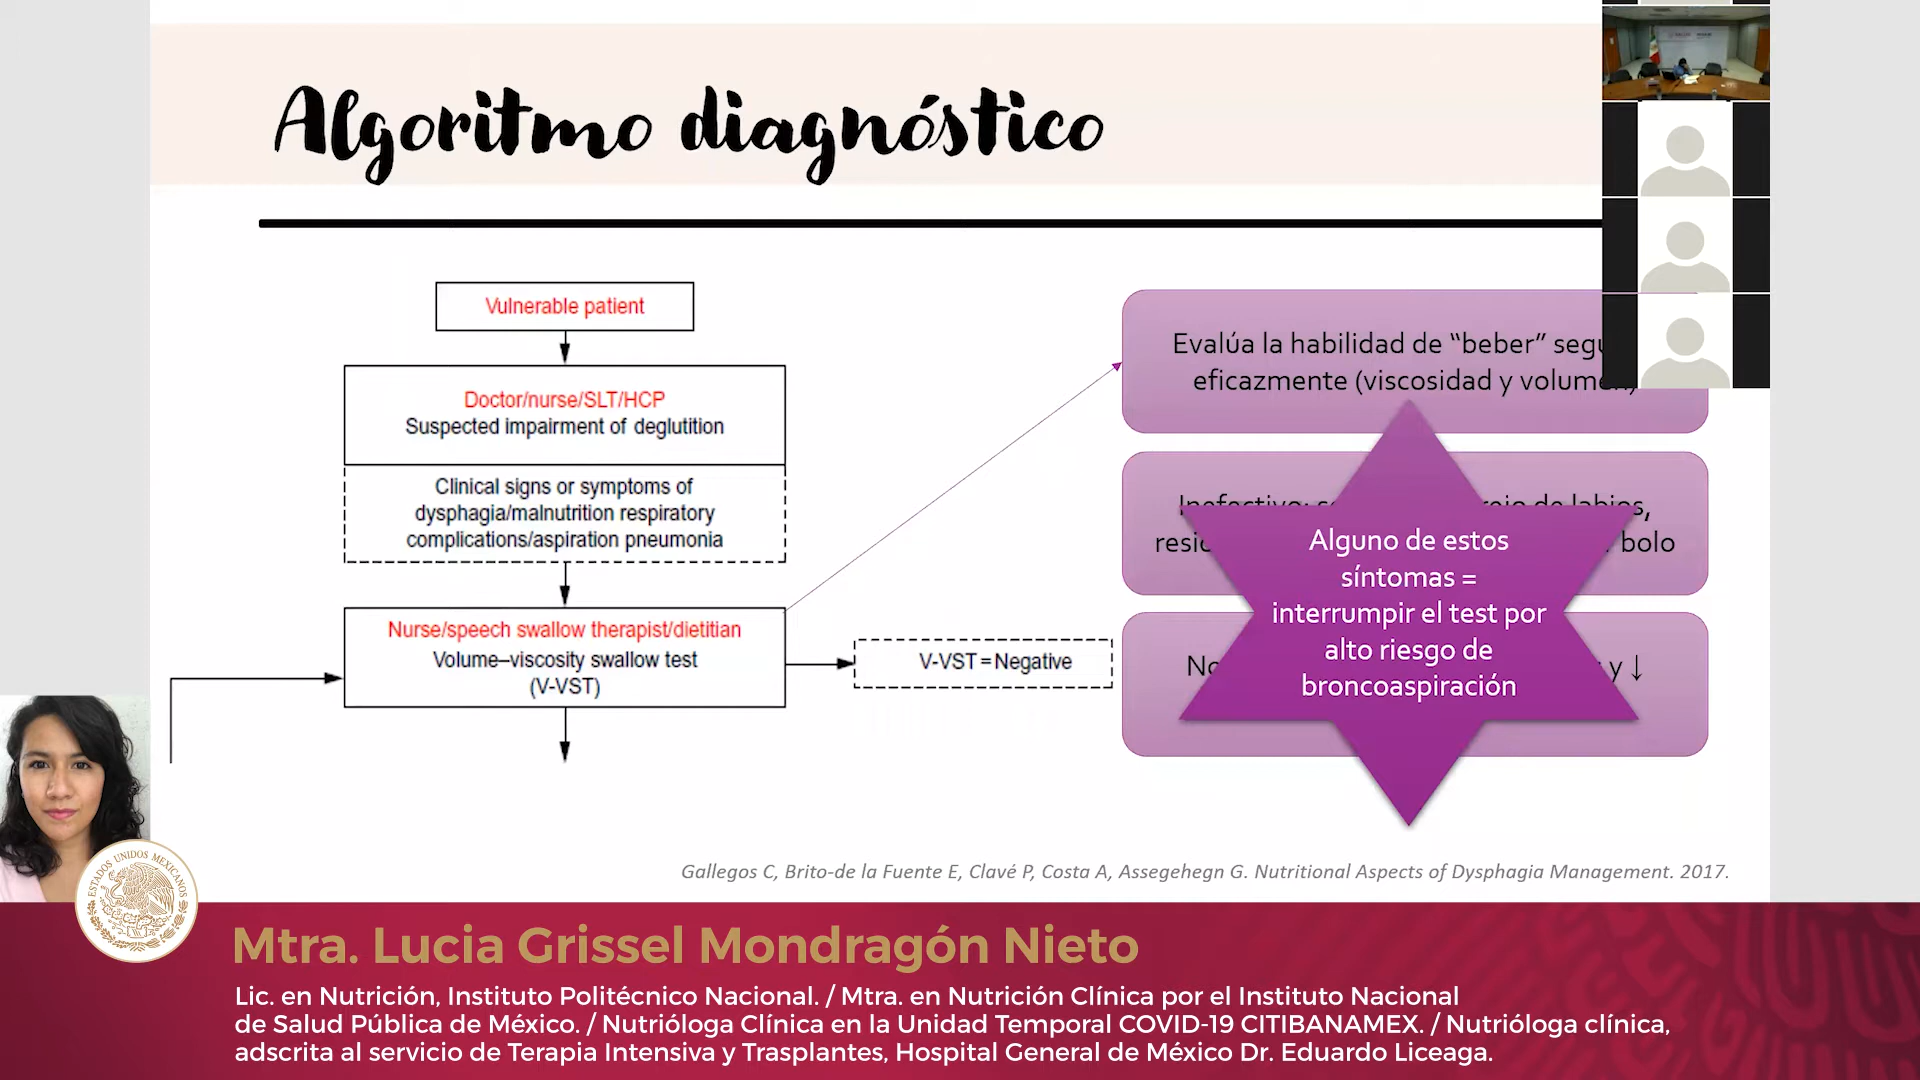 Algoritmo diagnóstico
Vulnerable patient
Doctor/nurse/SLT/HCP
Suspected impairment of deglutition
Clinical signs or symptoms of
dysphagia/malnutrition respiratory
complications/aspiration pneumonia
Nurse/speech swallow therapist/dietitian
Volume–viscosity swallow test
(V-VST)
V-VST = Negative
Evalúa la habilidad de “beber”
eficazmente (viscosidad y volumen)
de labios,
bolo
y ↓
Alguno de estos
síntomas =
interrumpir el test por
alto riesgo de
broncoaspiración
Gallegos C, Brito-de la Fuente E, Clavé P, Costa A, Assegehegn G. Nutritional Aspects of Dysphagia Management. 2017.
ESTADOS UNIDOS MEXICANOS
Mtra. Lucia Grissel Mondragón Nieto
Lic. en Nutrición, Instituto Politécnico Nacional. / Mtra. en Nutrición Clínica por el Instituto Nacional
de Salud Pública de México. / Nutrióloga Clínica en la Unidad Temporal COVID-19 CITIBANAMEX. / Nutrióloga clínica,
adscrita al servicio de Terapia Intensiva y Trasplantes, Hospital General de México Dr. Eduardo Liceaga.